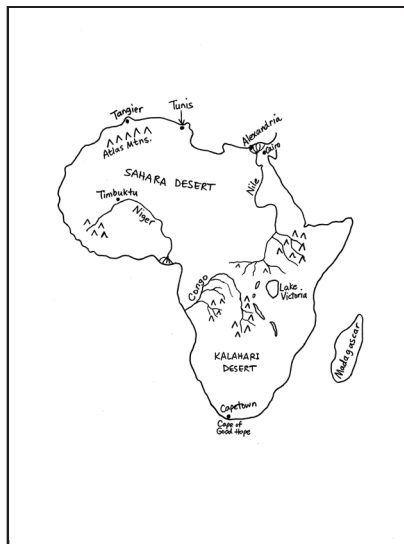 Tangier
Tunis
Alexandria
Cairo
Atlas Mtns.
SAHARA DESERT
Nile
Timbuktu
Niger
Congo
Lake
Victoria
KALAHARI
DESERT
Madagascar
Capetown
Cape of
Good Hope